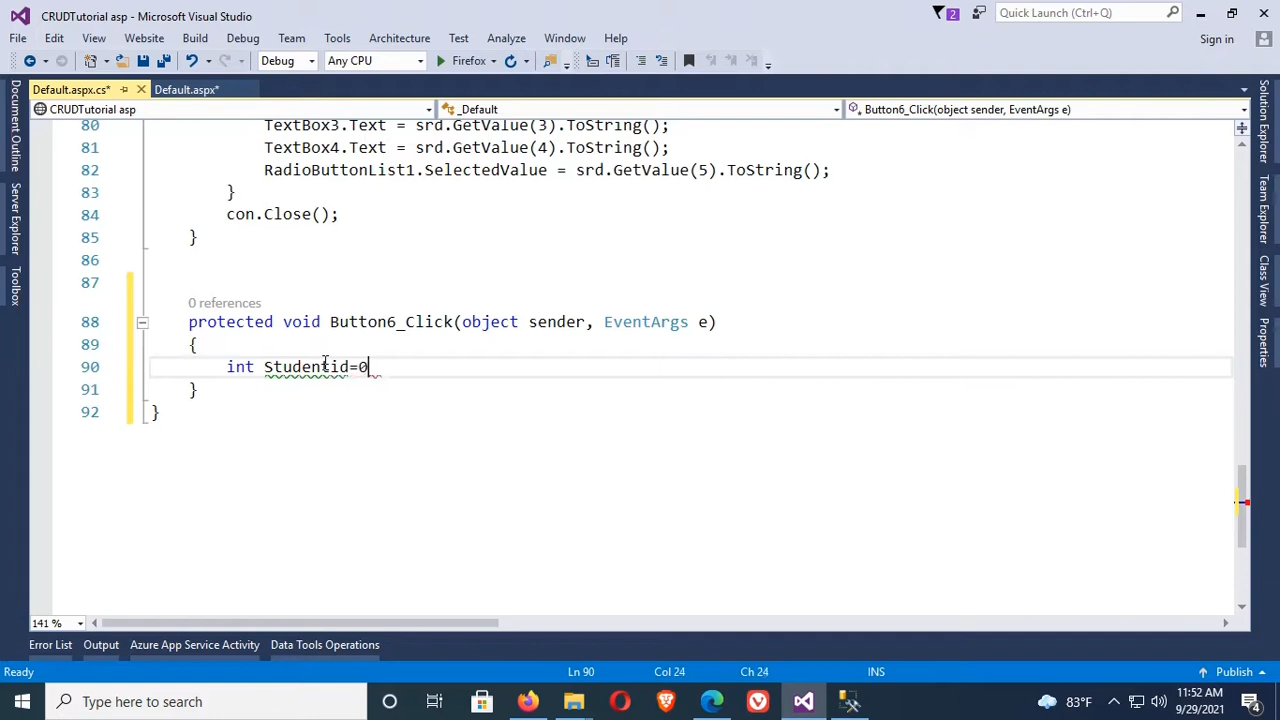 CRUDTutorial asp - Microsoft Visual Studio
2
Quick Launch (Ctrl+Q)
File Edit View Website Build Debug Team Tools Architecture Test Analyze Window Help
Sign in
Debug Any CPU Firefox
Default.aspx.cs* Default.aspx*
CRUDTutorial asp _Default Button6_Click(object sender, EventArgs e)
Document Outline
Server Explorer
Toolbox
Solution Explorer
Team Explorer
Class View
Properties
80 TextBox3.Text = srd.GetValue(3).ToString();
81 TextBox4.Text = srd.GetValue(4).ToString();
82 RadioButtonList1.SelectedValue = srd.GetValue(5).ToString();
83 }
84 con.Close();
85 }
86
87
0 references
88 protected void Button6_Click(object sender, EventArgs e)
89 {
90 int Studentid=0
91 }
92 }
141 %
Error List Output Azure App Service Activity Data Tools Operations
Ready Ln 90 Col 24 Ch 24 INS Publish
Type here to search
83°F
11:52 AM
9/29/2021
4